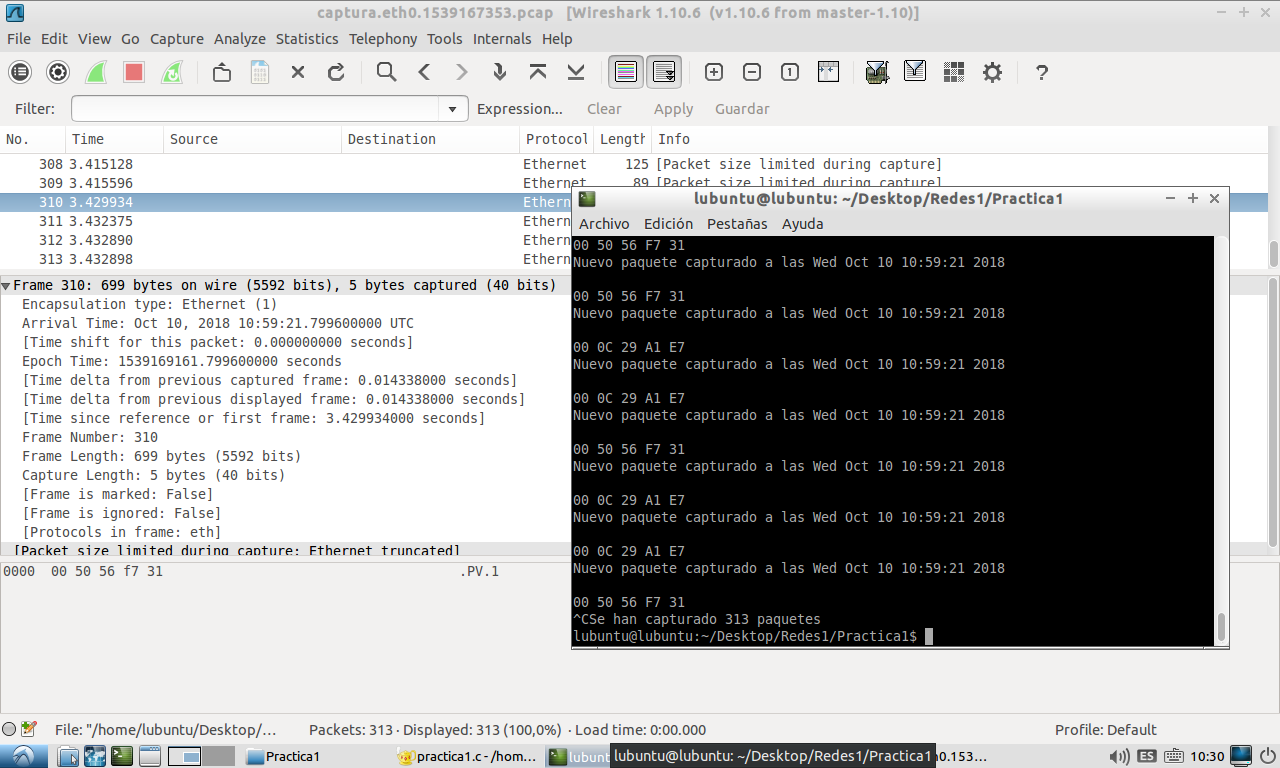 captura.eth0.1539167353.pcap [Wireshark 1.10.6 (v1.10.6 from master-1.10)]
File Edit View Go Capture Analyze Statistics Telephony Tools Internals Help
Filter: Expression... Clear Apply Guardar
No. Time Source Destination Protocol Length Info
308 3.415128 Ethernet 125 [Packet size limited during capture]
309 3.415596 Ethernet 89 [Packet size limited during capture]
310 3.429934 Ethern
311 3.432375 Ethern
312 3.432890 Ethern
313 3.432898 Ethern
Frame 310: 699 bytes on wire (5592 bits), 5 bytes captured (40 bits)
Encapsulation type: Ethernet (1)
Arrival Time: Oct 10, 2018 10:59:21.799600000 UTC
[Time shift for this packet: 0.000000000 seconds]
Epoch Time: 1539169161.799600000 seconds
[Time delta from previous captured frame: 0.014338000 seconds]
[Time delta from previous displayed frame: 0.014338000 seconds]
[Time since reference or first frame: 3.429934000 seconds]
Frame Number: 310
Frame Length: 699 bytes (5592 bits)
Capture Length: 5 bytes (40 bits)
[Frame is marked: False]
[Frame is ignored: False]
[Protocols in frame: eth]
[Packet size limited during capture: Ethernet truncated]
0000 00 50 56 f7 31 .PV.1
lubuntu@lubuntu: ~/Desktop/Redes1/Practica1
Archivo Edición Pestañas Ayuda
00 50 56 F7 31
Nuevo paquete capturado a las Wed Oct 10 10:59:21 2018
00 50 56 F7 31
Nuevo paquete capturado a las Wed Oct 10 10:59:21 2018
00 0C 29 A1 E7
Nuevo paquete capturado a las Wed Oct 10 10:59:21 2018
00 0C 29 A1 E7
Nuevo paquete capturado a las Wed Oct 10 10:59:21 2018
00 50 56 F7 31
Nuevo paquete capturado a las Wed Oct 10 10:59:21 2018
00 0C 29 A1 E7
Nuevo paquete capturado a las Wed Oct 10 10:59:21 2018
00 0C 29 A1 E7
Nuevo paquete capturado a las Wed Oct 10 10:59:21 2018
00 50 56 F7 31
^CSe han capturado 313 paquetes
lubuntu@lubuntu:~/Desktop/Redes1/Practica1$
File: "/home/lubuntu/Desktop/... Packets: 313 · Displayed: 313 (100,0%) · Load time: 0:00.000 Profile: Default
Practica1 practica1.c - /hom... lubunt lubuntu@lubuntu: ~/Desktop/Redes1/Practica1 0.153... ES 10:30